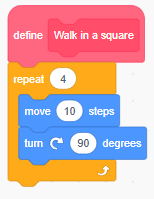 define Walk in a square
repeat 4
move 10 steps
turn 90 degrees